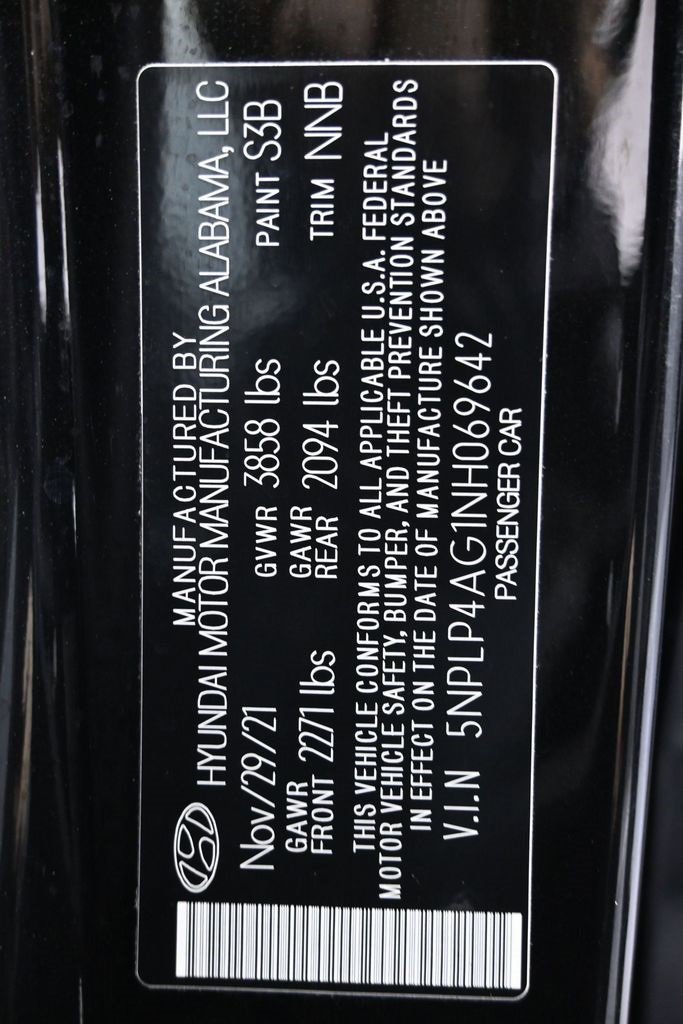 MANUFACTURED BY
HYUNDAI MOTOR MANUFACTURING ALABAMA, LLC
Nov/29/21 GVWR 3858 lbs PAINT S3B
GAWR FRONT 2271 lbs GAWR REAR 2094 lbs TRIM NNB
THIS VEHICLE CONFORMS TO ALL APPLICABLE U.S.A. FEDERAL
MOTOR VEHICLE SAFETY, BUMPER, AND THEFT PREVENTION STANDARDS
IN EFFECT ON THE DATE OF MANUFACTURE SHOWN ABOVE
V.I.N 5NPLP4AG1NH069642
PASSENGER CAR